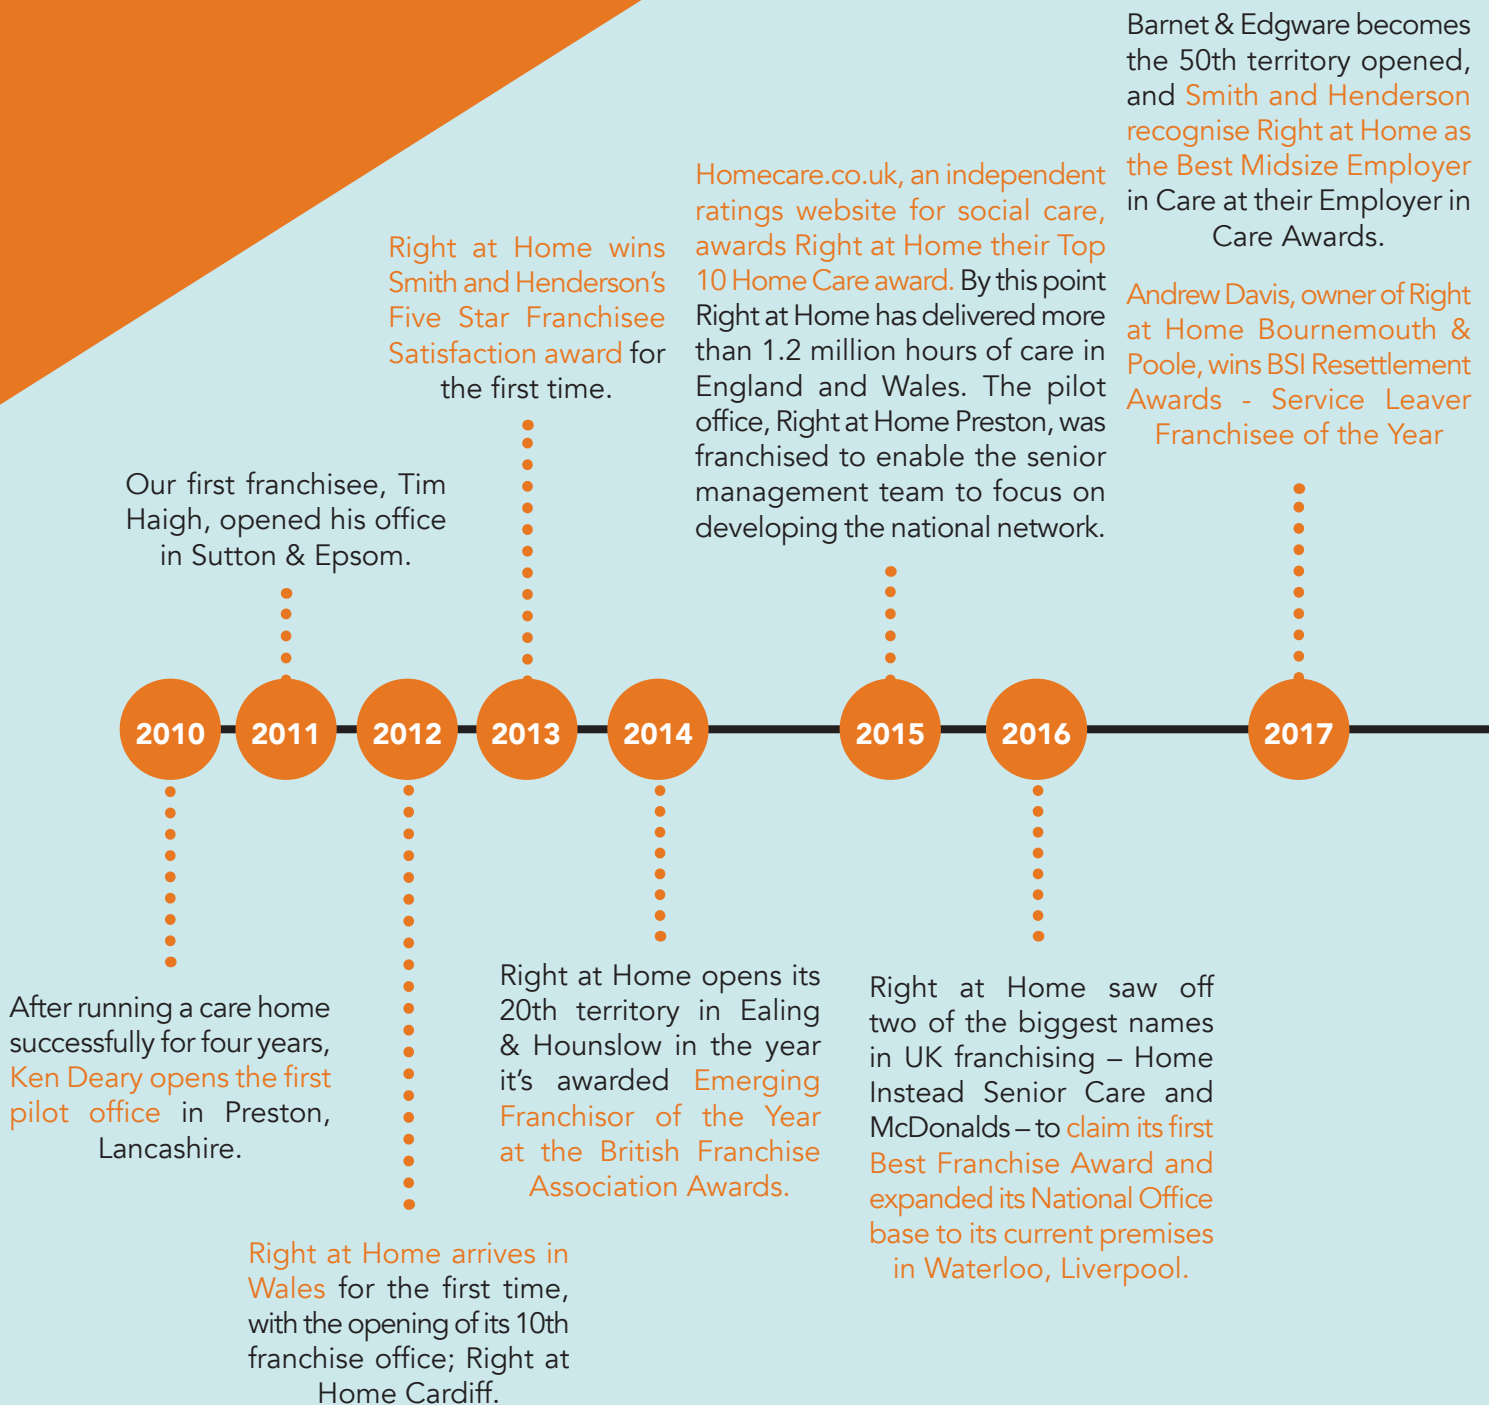 Barnet & Edgware becomes
the 50th territory opened,
and Smith and Henderson
recognise Right at Home as
the Best Midsize Employer
in Care at their Employer in
Care Awards.
Andrew Davis, owner of Right
at Home Bournemouth &
Poole, wins BSI Resettlement
Awards - Service Leaver
Franchisee of the Year
Homecare.co.uk, an independent
ratings website for social care,
awards Right at Home their Top
10 Home Care award. By this point
Right at Home has delivered more
than 1.2 million hours of care in
England and Wales. The pilot
office, Right at Home Preston, was
franchised to enable the senior
management team to focus on
developing the national network.
Right at Home wins
Smith and Henderson’s
Five Star Franchisee
Satisfaction award for
the first time.
Our first franchisee, Tim
Haigh, opened his office
in Sutton & Epsom.
2010 2011 2012 2013 2014 2015 2016 2017
After running a care home
successfully for four years,
Ken Deary opens the first
pilot office in Preston,
Lancashire.
Right at Home opens its
20th territory in Ealing
& Hounslow in the year
it’s awarded Emerging
Franchisor of the Year
at the British Franchise
Association Awards.
Right at Home saw off
two of the biggest names
in UK franchising – Home
Instead Senior Care and
McDonalds – to claim its first
Best Franchise Award and
expanded its National Office
base to its current premises
in Waterloo, Liverpool.
Right at Home arrives in
Wales for the first time,
with the opening of its 10th
franchise office; Right at
Home Cardiff.